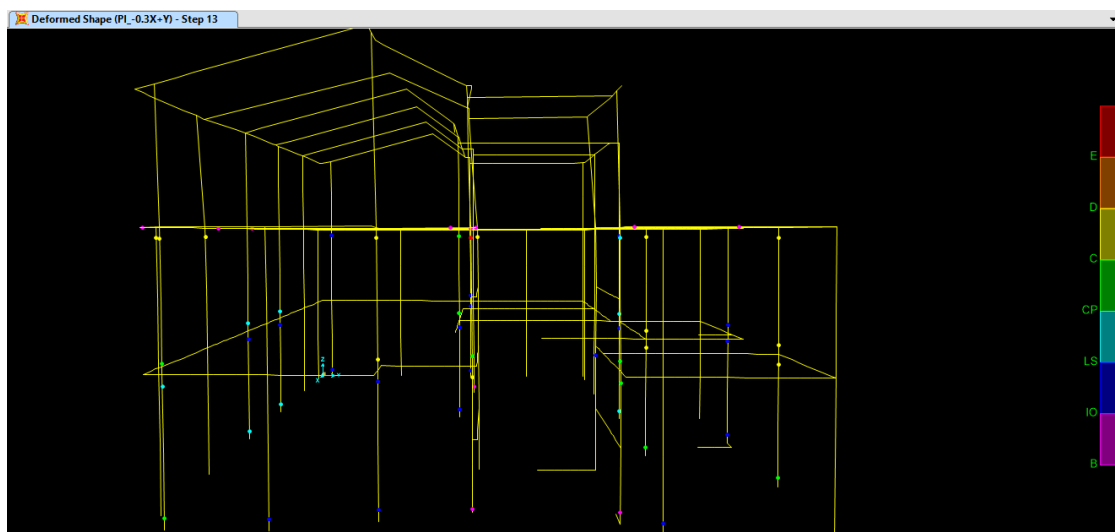 Deformed Shape (PI_-0.3X+Y) - Step 13
E
D
C
CP
LS
IO
B
Z
X
Y